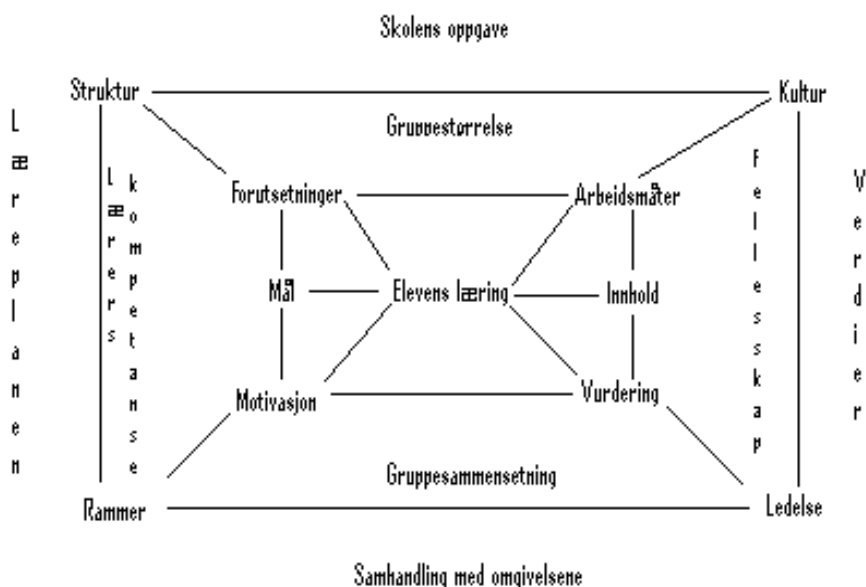 Skolens oppgave
Struktur
Kultur
Gruppestørrelse
Læreplanen
Lærers
kompetanse
Fellesskap
Verdier
Forutsetninger
Arbeidsmåter
Mål
Elevens læring
Innhold
Motivasjon
Vurdering
Gruppesammensetning
Rammer
Ledelse
Samhandling med omgivelsene